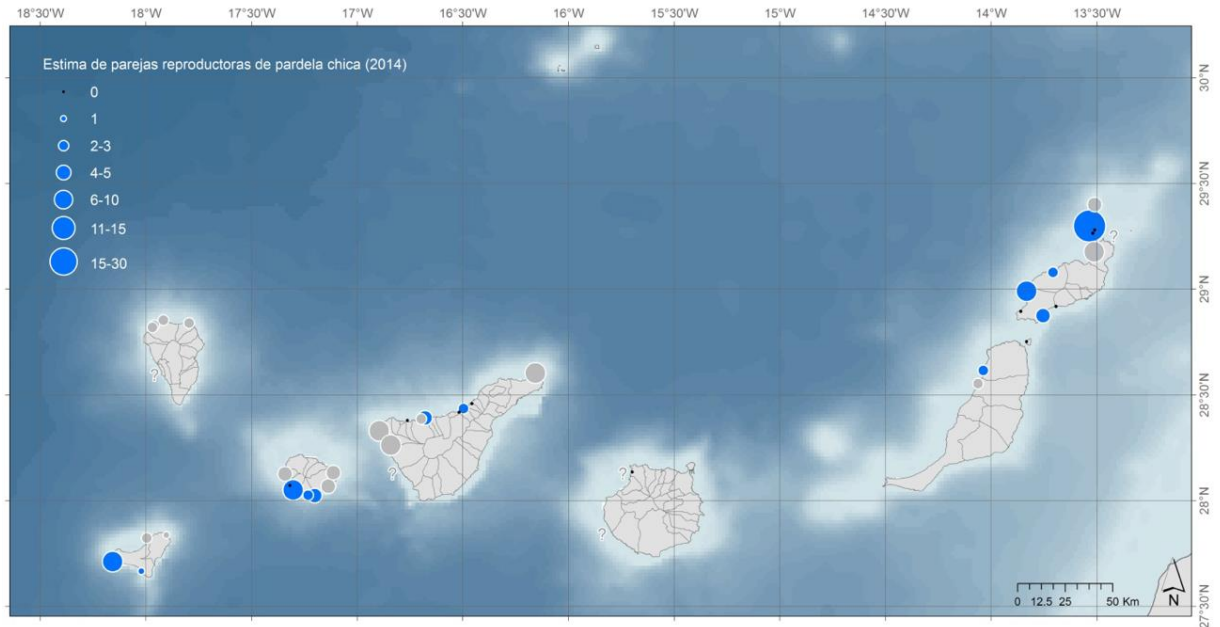 18°30'W 18°W 17°30'W 17°W 16°30'W 16°W 15°30'W 15°W 14°30'W 14°W 13°30'W
Estima de parejas reproductoras de pardela chica (2014)
0
1
2-3
4-5
6-10
11-15
15-30
30°N
29°30'N
29°N
28°30'N
28°N
27°30'N
?
?
?
?
?
0 12.5 25 50 Km
N